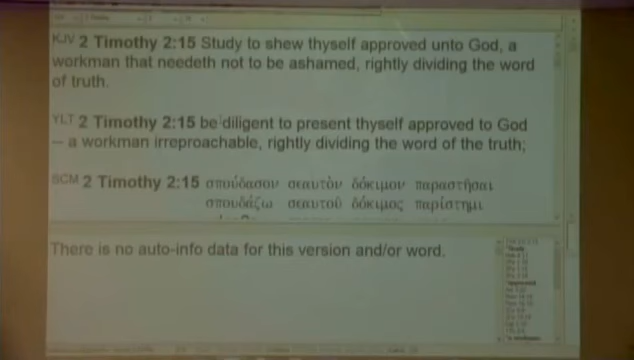 KJV 2 Timothy 2:15 Study to shew thyself approved unto God, a
workman that needeth not to be ashamed, rightly dividing the word
of truth.
YLT 2 Timothy 2:15 be diligent to present thyself approved to God
— a workman irreproachable, rightly dividing the word of the truth;
SCM 2 Timothy 2:15 σπούδασον σεαυτὸν δόκιμον παραστῆσαι
σπουδάζω σεαυτοῦ δόκιμος παρίστημι
There is no auto-info data for this version and/or word.